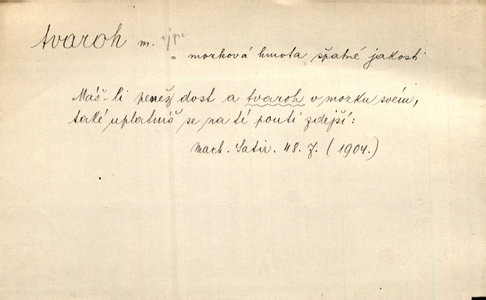 tvaroh m.
mozková hmota špatné jakosti
Máš-li peněz dost a tvaroh v mozku svém,
také uplatníš se na té pouti zdejší:
Mach. Satir. 48. Z. (1904.)